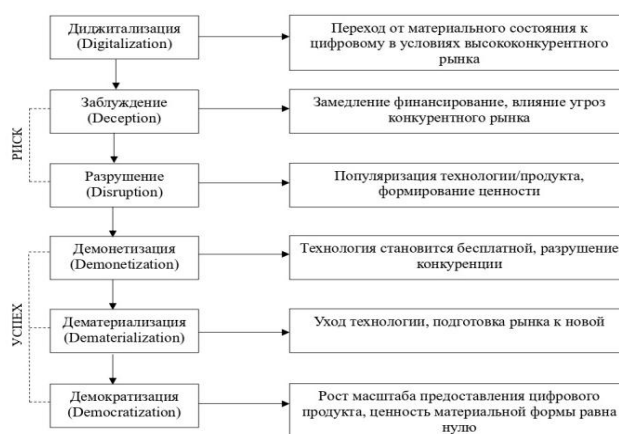 Диджитализация
(Digitalization)
Переход от материального состояния к
цифровому в условиях высококонкурентного
рынка
РИСК
Заблуждение
(Deception)
Замедление финансирование, влияние угроз
конкурентного рынка
Разрушение
(Disruption)
Популяризация технологии/продукта,
формирование ценности
УСПЕХ
Демонетизация
(Demonetization)
Технология становится бесплатной, разрушение
конкуренции
Дематериализация
(Dematerialization)
Уход технологии, подготовка рынка к новой
Демократизация
(Democratization)
Рост масштаба предоставления цифрового
продукта, ценность материальной формы равна
нулю